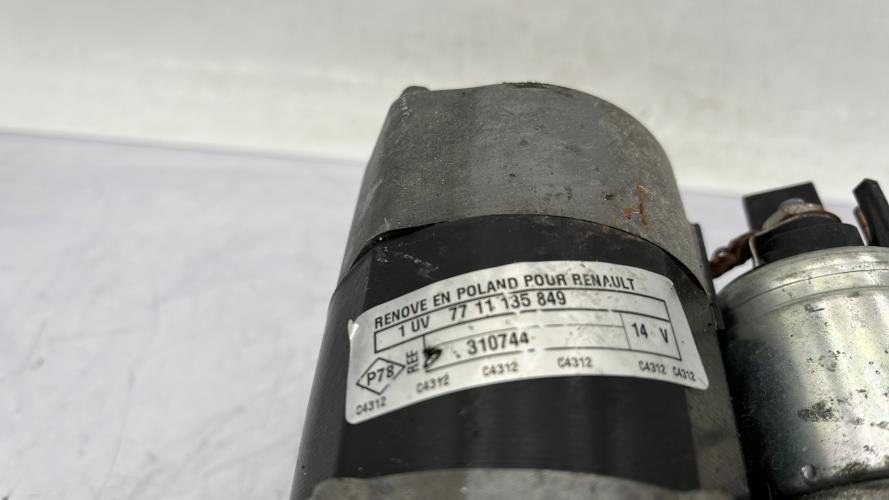 RENOVE EN POLAND POUR RENAULT
1 UV 77 11 135 849
REF 310744 14 V
P78
C4312 C4312 C4312 C4312 C4312 C4312